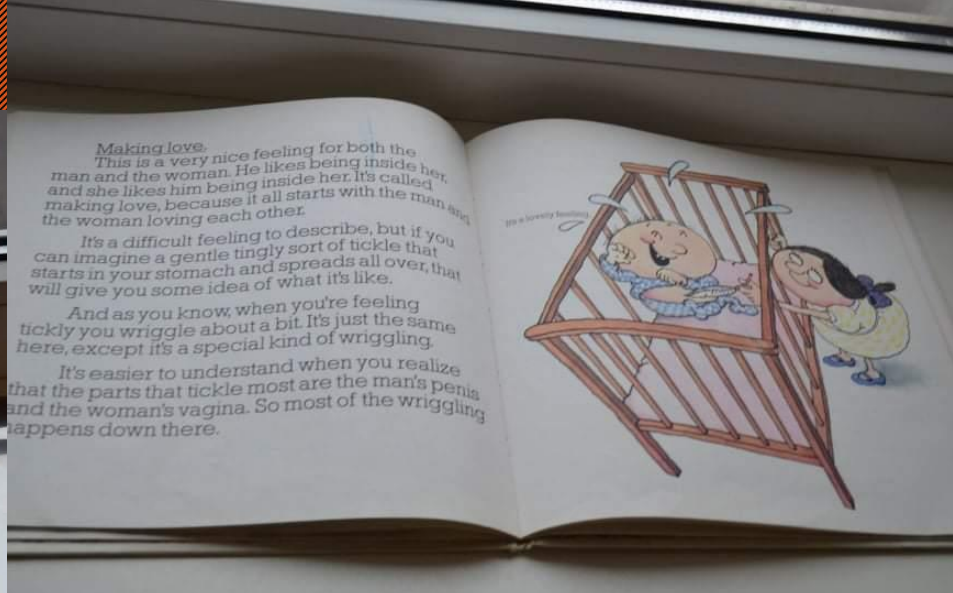 Making love.
This is a very nice feeling for both the
man and the woman. He likes being inside her,
and she likes him being inside her. It's called
making love, because it all starts with the man and
the woman loving each other.
It's a difficult feeling to describe, but if you
can imagine a gentle tingly sort of tickle that
starts in your stomach and spreads all over, that
will give you some idea of what it's like.
And as you know, when you're feeling
tickly you wriggle about a bit. It's just the same
here, except it's a special kind of wriggling.
It's easier to understand when you realize
that the parts that tickle most are the man's penis
and the woman's vagina. So most of the wriggling
happens down there.
It's a lovely feeling.